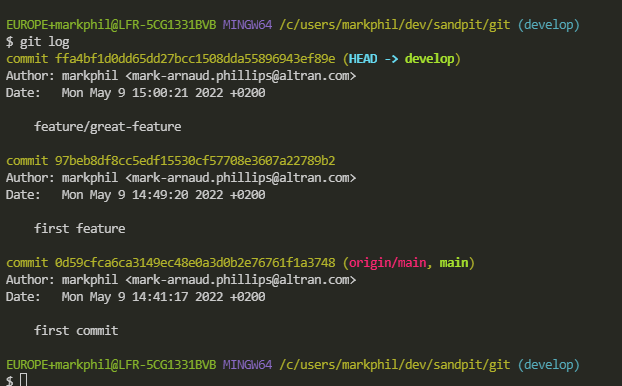 EUROPE+markphil@LFR-5CG1331BVB MINGW64 /c/users/markphil/dev/sandpit/git (develop)
$ git log
commit ffa4bf1d0dd65dd27bcc1508dda55896943ef89e (HEAD -> develop)
Author: markphil <mark-arnaud.phillips@altran.com>
Date:   Mon May 9 15:00:21 2022 +0200
    feature/great-feature
commit 97beb8df8cc5edf15530cf57708e3607a22789b2
Author: markphil <mark-arnaud.phillips@altran.com>
Date:   Mon May 9 14:49:20 2022 +0200
    first feature
commit 0d59cfca6ca3149ec48e0a3d0b2e76761f1a3748 (origin/main, main)
Author: markphil <mark-arnaud.phillips@altran.com>
Date:   Mon May 9 14:41:17 2022 +0200
    first commit
EUROPE+markphil@LFR-5CG1331BVB MINGW64 /c/users/markphil/dev/sandpit/git (develop)
$